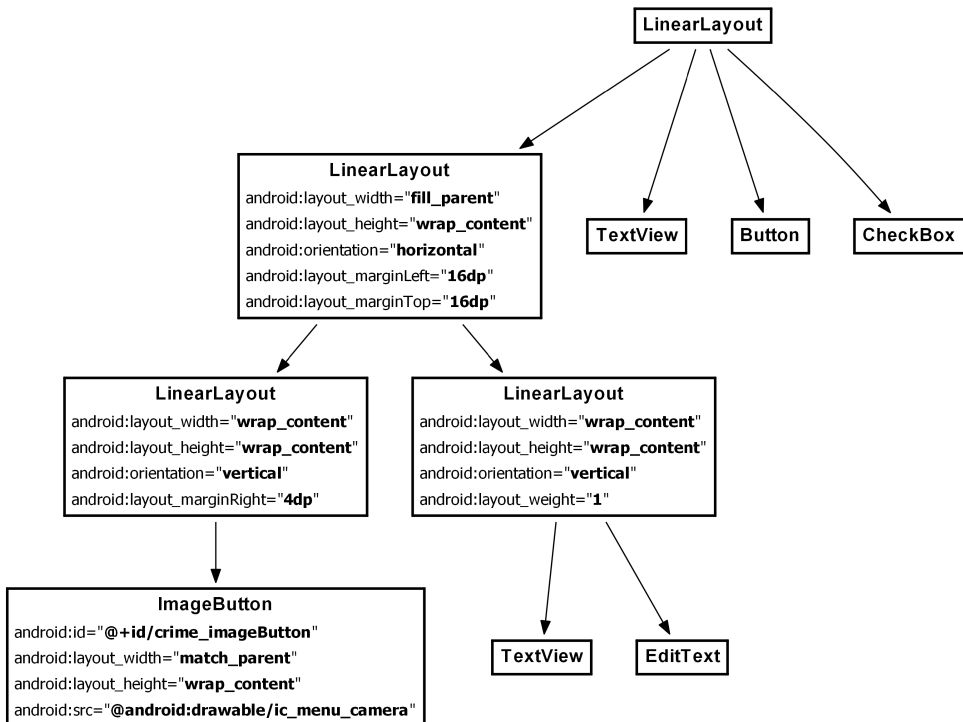 LinearLayout
LinearLayout
android:layout_width="fill_parent"
android:layout_height="wrap_content"
android:orientation="horizontal"
android:layout_marginLeft="16dp"
android:layout_marginTop="16dp"
TextView
Button
CheckBox
LinearLayout
android:layout_width="wrap_content"
android:layout_height="wrap_content"
android:orientation="vertical"
android:layout_marginRight="4dp"
LinearLayout
android:layout_width="wrap_content"
android:layout_height="wrap_content"
android:orientation="vertical"
android:layout_weight="1"
ImageButton
android:id="@+id/crime_imageButton"
android:layout_width="match_parent"
android:layout_height="wrap_content"
android:src="@android:drawable/ic_menu_camera"
TextView
EditText